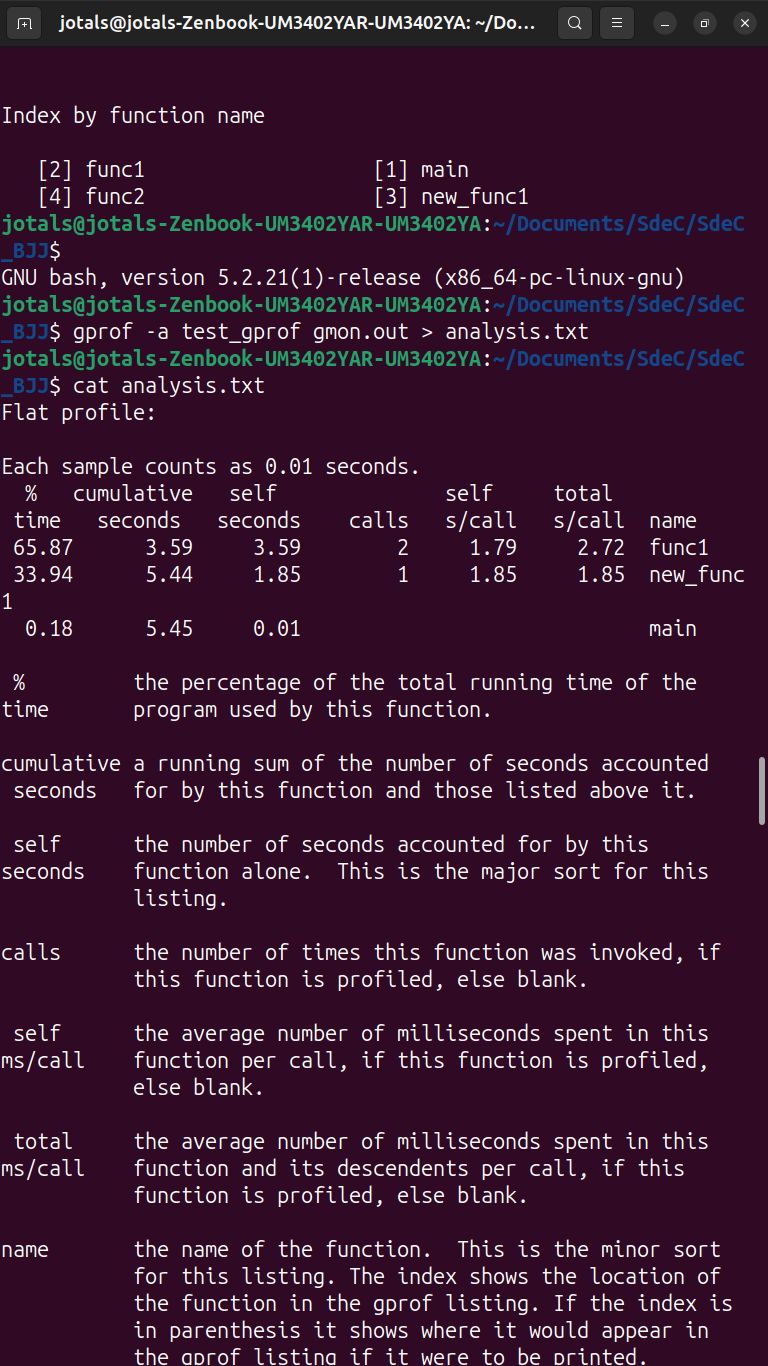 jotals@jotals-Zenbook-UM3402YAR-UM3402YA: ~/Do...
Index by function name
   [2] func1                   [1] main
   [4] func2                   [3] new_func1
jotals@jotals-Zenbook-UM3402YAR-UM3402YA:~/Documents/SdeC/SdeC
_BJJ$
GNU bash, version 5.2.21(1)-release (x86_64-pc-linux-gnu)
jotals@jotals-Zenbook-UM3402YAR-UM3402YA:~/Documents/SdeC/SdeC
_BJJ$ gprof -a test_gprof gmon.out > analysis.txt
jotals@jotals-Zenbook-UM3402YAR-UM3402YA:~/Documents/SdeC/SdeC
_BJJ$ cat analysis.txt
Flat profile:
Each sample counts as 0.01 seconds.
  %   cumulative   self              self     total
 time   seconds   seconds    calls   s/call   s/call  name
 65.87      3.59     3.59        2     1.79     2.72  func1
 33.94      5.44     1.85        1     1.85     1.85  new_func
1
  0.18      5.45     0.01                             main
 %         the percentage of the total running time of the
time       program used by this function.
cumulative a running sum of the number of seconds accounted
 seconds   for by this function and those listed above it.
 self      the number of seconds accounted for by this
seconds    function alone.  This is the major sort for this
           listing.
calls      the number of times this function was invoked, if
           this function is profiled, else blank.
 self      the average number of milliseconds spent in this
ms/call    function per call, if this function is profiled,
           else blank.
 total     the average number of milliseconds spent in this
ms/call    function and its descendents per call, if this
           function is profiled, else blank.
name       the name of the function.  This is the minor sort
           for this listing. The index shows the location of
           the function in the gprof listing. If the index is
           in parenthesis it shows where it would appear in
           the gprof listing if it were to be printed.